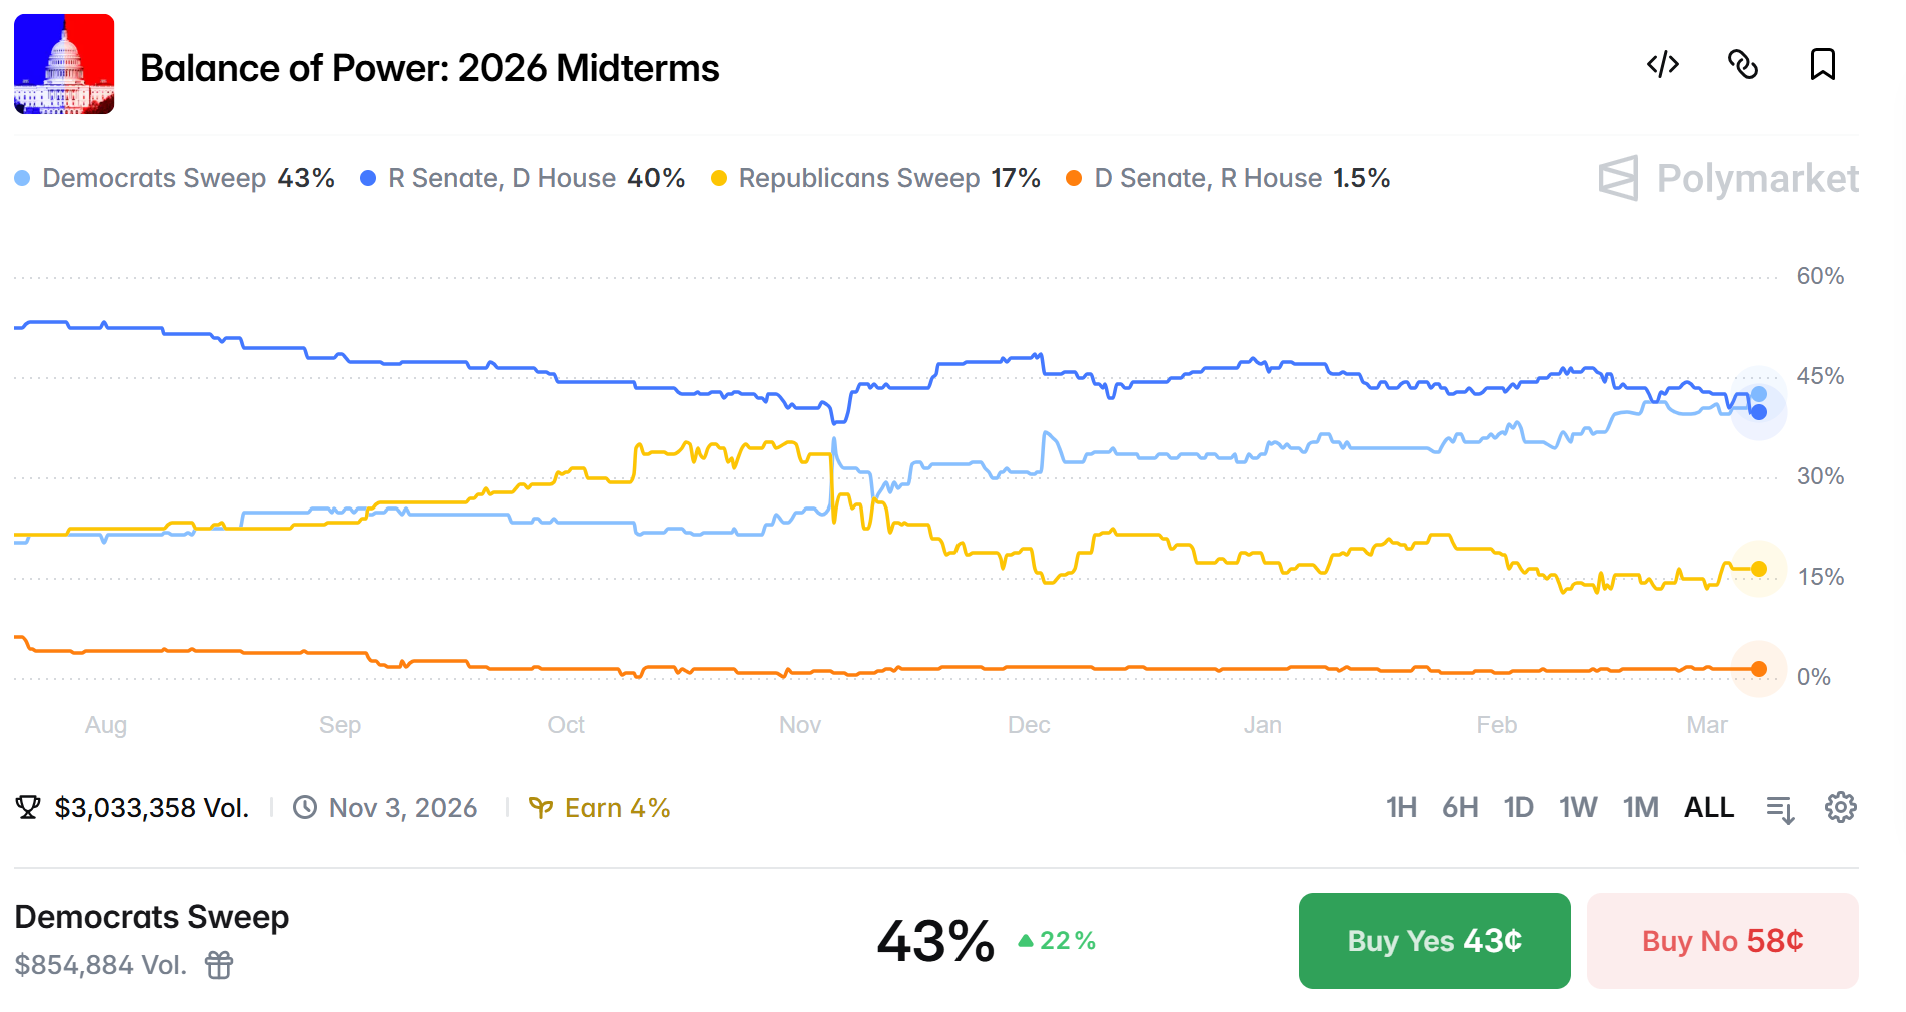 Balance of Power: 2026 Midterms
Democrats Sweep 43% R Senate, D House 40% Republicans Sweep 17% D Senate, R House 1.5%
Polymarket
60%
45%
30%
15%
0%
Aug Sep Oct Nov Dec Jan Feb Mar
$3,033,358 Vol. Nov 3, 2026 Earn 4% 1H 6H 1D 1W 1M ALL
Democrats Sweep
$854,884 Vol.
43% 22%
Buy Yes 43¢ Buy No 58¢